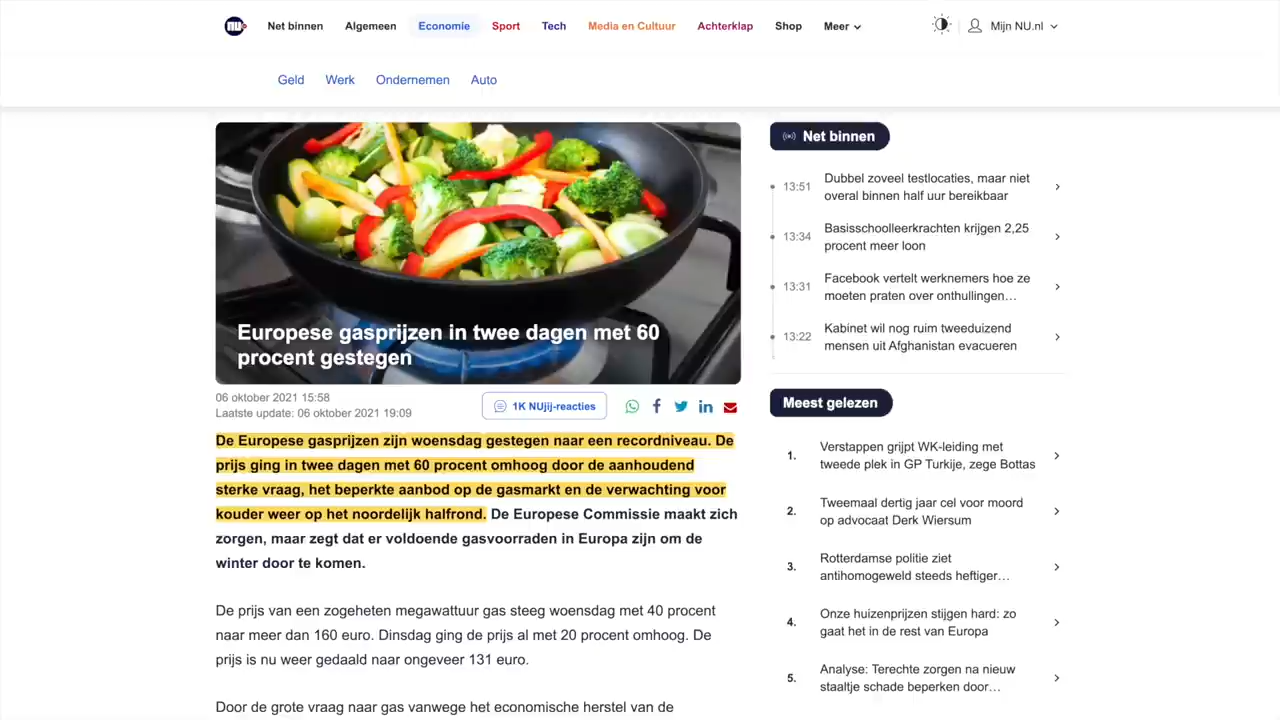 NU
Net binnen
Algemeen
Economie
Sport
Tech
Media en Cultuur
Achterklap
Shop
Meer
Mijn NU.nl
Geld
Werk
Ondernemen
Auto
Europese gasprijzen in twee dagen met 60
procent gestegen
06 oktober 2021 15:58
Laatste update: 06 oktober 2021 19:09
1K NUjij-reacties
De Europese gasprijzen zijn woensdag gestegen naar een recordniveau. De
prijs ging in twee dagen met 60 procent omhoog door de aanhoudend
sterke vraag, het beperkte aanbod op de gasmarkt en de verwachting voor
kouder weer op het noordelijk halfrond. De Europese Commissie maakt zich
zorgen, maar zegt dat er voldoende gasvoorraden in Europa zijn om de
winter door te komen.
De prijs van een zogeheten megawattuur gas steeg woensdag met 40 procent
naar meer dan 160 euro. Dinsdag ging de prijs al met 20 procent omhoog. De
prijs is nu weer gedaald naar ongeveer 131 euro.
Door de grote vraag naar gas vanwege het economische herstel van de
Net binnen
13:51
Dubbel zoveel testlocaties, maar niet
overal binnen half uur bereikbaar
13:34
Basisschoolleerkrachten krijgen 2,25
procent meer loon
13:31
Facebook vertelt werknemers hoe ze
moeten praten over onthullingen…
13:22
Kabinet wil nog ruim tweeduizend
mensen uit Afghanistan evacueren
Meest gelezen
1.
Verstappen grijpt WK-leiding met
tweede plek in GP Turkije, zege Bottas
2.
Tweemaal dertig jaar cel voor moord
op advocaat Derk Wiersum
3.
Rotterdamse politie ziet
antihomogeweld steeds heftiger…
4.
Onze huizenprijzen stijgen hard: zo
gaat het in de rest van Europa
5.
Analyse: Terechte zorgen na nieuw
staaltje schade beperken door…